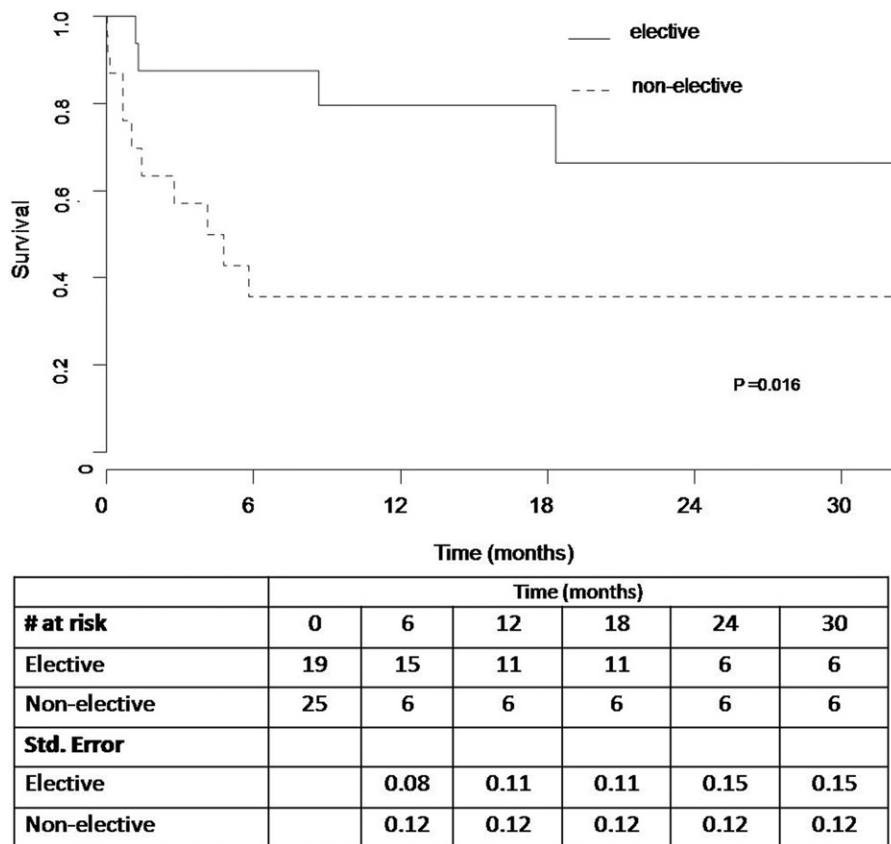 elective
non-elective
1.0
0.8
0.6
0.4
0.2
0
Survival
P=0.016
0 6 12 18 24 30
Time (months)
Time (months)
# at risk 0 6 12 18 24 30
Elective 19 15 11 11 6 6
Non-elective 25 6 6 6 6 6
Std. Error
Elective 0.08 0.11 0.11 0.15 0.15
Non-elective 0.12 0.12 0.12 0.12 0.12